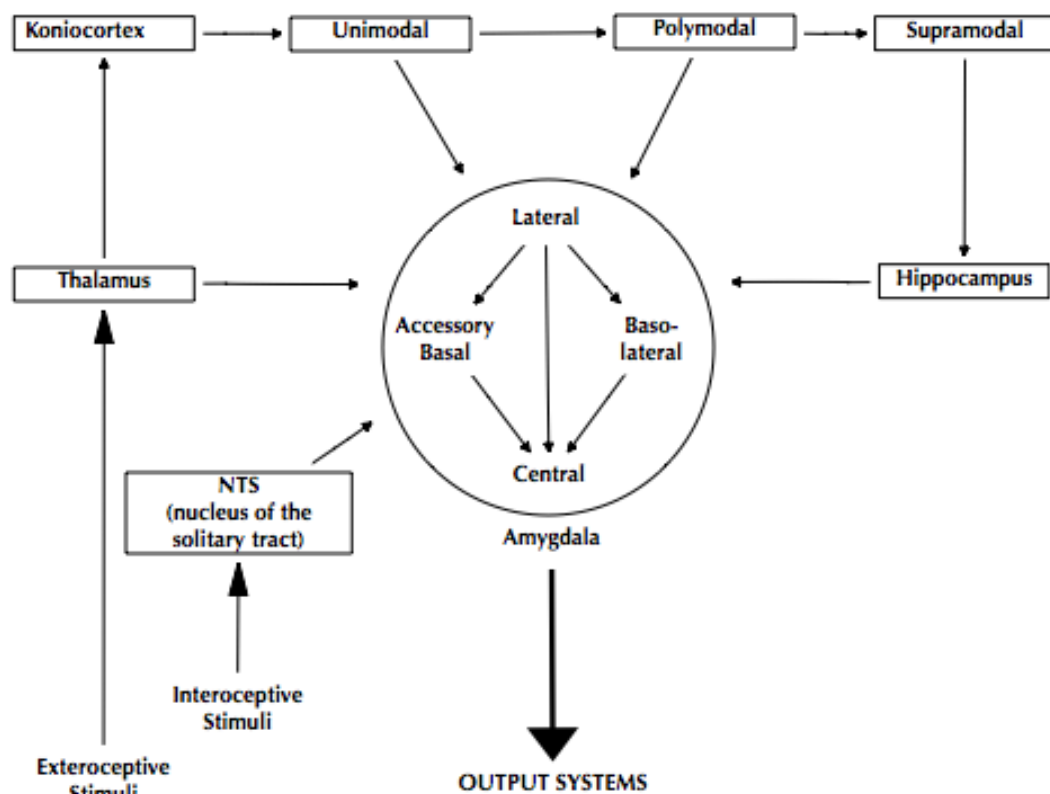 Koniocortex
Unimodal
Polymodal
Supramodal
Lateral
Thalamus
Hippocampus
Accessory
Basal
Baso-
lateral
Central
NTS
(nucleus of the
solitary tract)
Amygdala
Interoceptive
Stimuli
Exteroceptive
Stimuli
OUTPUT SYSTEMS